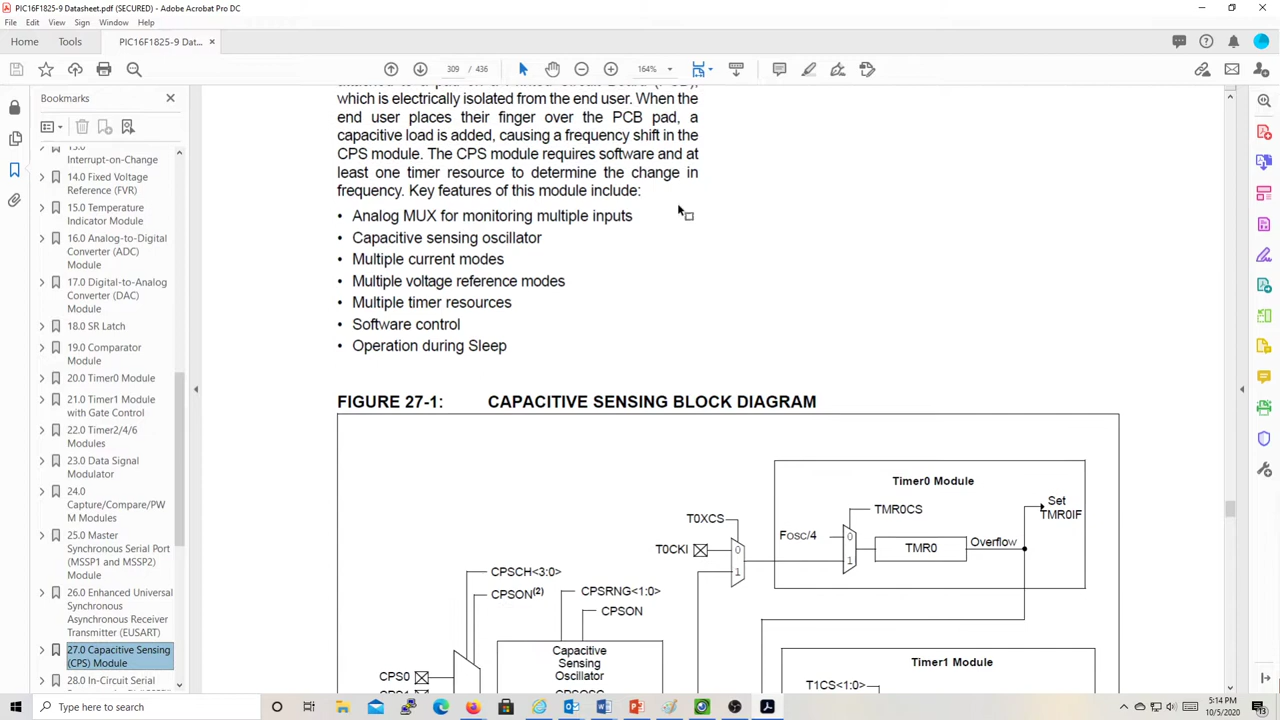 PIC16F1825-9 Datasheet.pdf (SECURED) - Adobe Acrobat Pro DC
File Edit View Sign Window Help
Home Tools PIC16F1825-9 Dat... ×
309 / 436 164%
Bookmarks
Interrupt-on-Change
14.0 Fixed Voltage
Reference (FVR)
15.0 Temperature
Indicator Module
16.0 Analog-to-Digital
Converter (ADC)
Module
17.0 Digital-to-Analog
Converter (DAC)
Module
18.0 SR Latch
19.0 Comparator
Module
20.0 Timer0 Module
21.0 Timer1 Module
with Gate Control
22.0 Timer2/4/6
Modules
23.0 Data Signal
Modulator
24.0
Capture/Compare/PW
M Modules
25.0 Master
Synchronous Serial Port
(MSSP1 and MSSP2)
Module
26.0 Enhanced Universal
Synchronous
Asynchronous Receiver
Transmitter (EUSART)
27.0 Capacitive Sensing
(CPS) Module
28.0 In-Circuit Serial
which is electrically isolated from the end user. When the
end user places their finger over the PCB pad, a
capacitive load is added, causing a frequency shift in the
CPS module. The CPS module requires software and at
least one timer resource to determine the change in
frequency. Key features of this module include:
• Analog MUX for monitoring multiple inputs
• Capacitive sensing oscillator
• Multiple current modes
• Multiple voltage reference modes
• Multiple timer resources
• Software control
• Operation during Sleep
FIGURE 27-1: CAPACITIVE SENSING BLOCK DIAGRAM
Timer0 Module
Set
TMR0IF
T0XCS
TMR0CS
Fosc/4
0
T0CKI
0
TMR0
Overflow
1
1
CPSCH<3:0>
CPSON(2)
CPSRNG<1:0>
CPSON
Capacitive
Sensing
Oscillator
Timer1 Module
CPS0
T1CS<1:0>
Type here to search
5:14 PM
10/5/2020